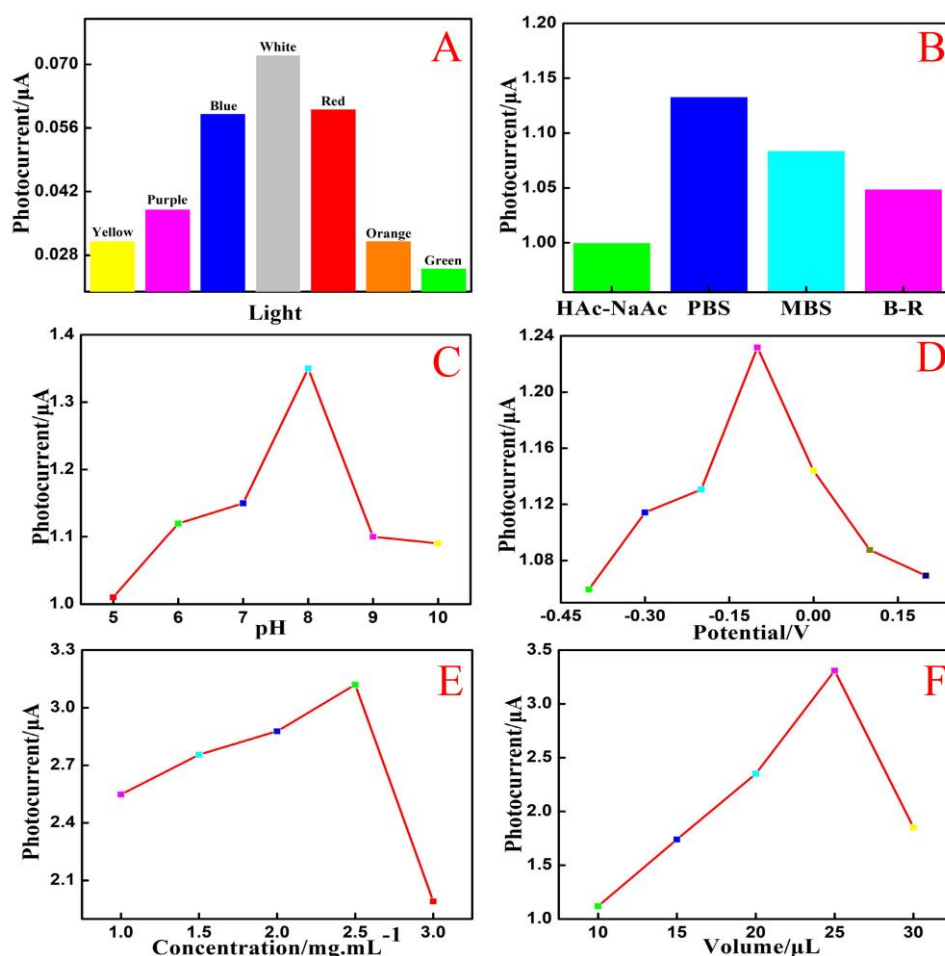 A
Photocurrent/μA
0.070
0.056
0.042
0.028
Yellow
Purple
Blue
White
Red
Orange
Green
Light
B
Photocurrent/μA
1.20
1.15
1.10
1.05
1.00
HAc-NaAc PBS MBS B-R
C
Photocurrent/μA
1.4
1.3
1.2
1.1
1.0
5 6 7 8 9 10
pH
D
Photocurrent/μA
1.24
1.20
1.16
1.12
1.08
-0.45 -0.30 -0.15 0.00 0.15
Potential/V
E
Photocurrent/μA
3.3
3.0
2.7
2.4
2.1
1.0 1.5 2.0 2.5 3.0
Concentration/mg.mL-1
F
Photocurrent/μA
3.5
3.0
2.5
2.0
1.5
1.0
10 15 20 25 30
Volume/μL